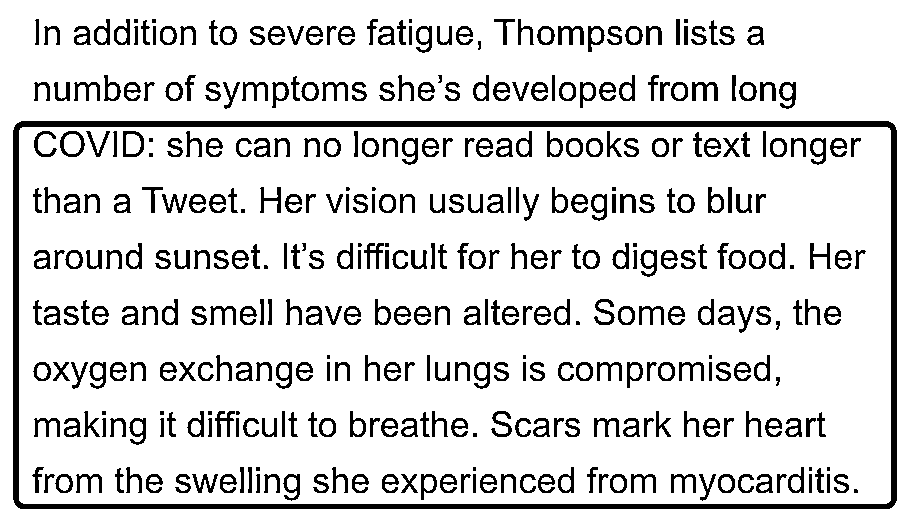 In addition to severe fatigue, Thompson lists a
number of symptoms she’s developed from long
COVID: she can no longer read books or text longer
than a Tweet. Her vision usually begins to blur
around sunset. It’s difficult for her to digest food. Her
taste and smell have been altered. Some days, the
oxygen exchange in her lungs is compromised,
making it difficult to breathe. Scars mark her heart
from the swelling she experienced from myocarditis.